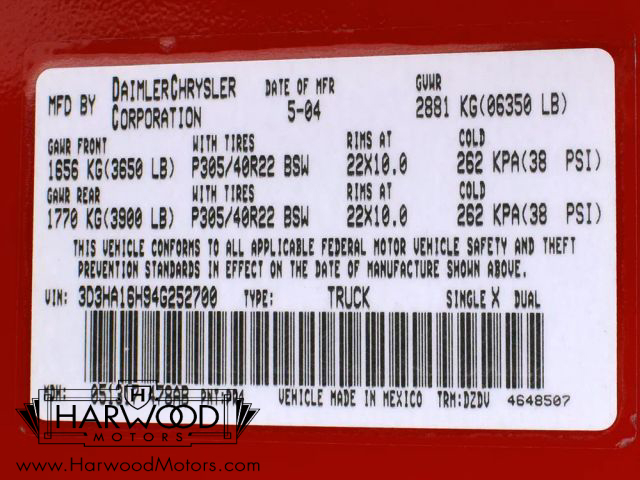 MFD BY DAIMLERCHRYSLER CORPORATION DATE OF MFR 5-04 GVWR 2881 KG(06350 LB)
GAWR FRONT WITH TIRES RIMS AT COLD
1656 KG(3650 LB) P305/40R22 BSW 22X10.0 262 KPA(38 PSI)
GAWR REAR WITH TIRES RIMS AT COLD
1770 KG(3900 LB) P305/40R22 BSW 22X10.0 262 KPA(38 PSI)
THIS VEHICLE CONFORMS TO ALL APPLICABLE FEDERAL MOTOR VEHICLE SAFETY AND THEFT
PREVENTION STANDARDS IN EFFECT ON THE DATE OF MANUFACTURE SHOWN ABOVE.
VIN: 3D3HA16H94G252700 TYPE: TRUCK SINGLE X DUAL
VEHICLE MADE IN MEXICO TRM:DZDV 4648507
H
HARWOOD
MOTORS
www.HarwoodMotors.com